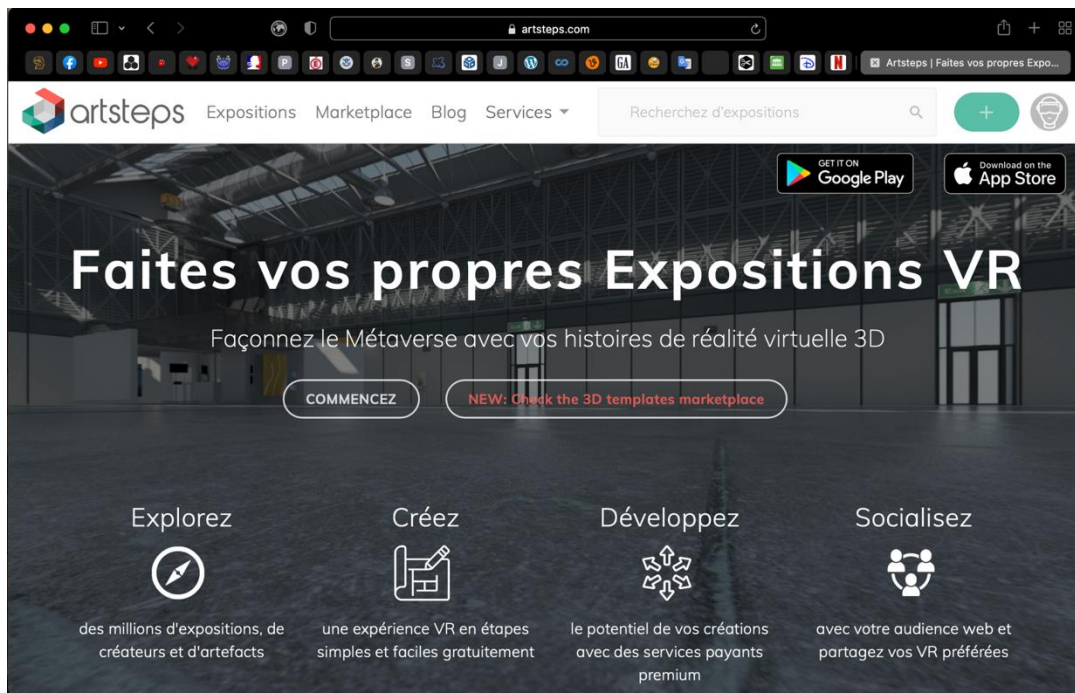 artsteps.com
Artsteps | Faites vos propres Expo...
artsteps
Expositions
Marketplace
Blog
Services
Recherchez d'expositions
GET IT ON
Google Play
Download on the
App Store
Faites vos propres Expositions VR
Façonnez le Métaverse avec vos histoires de réalité virtuelle 3D
COMMENCEZ
NEW: Check the 3D templates marketplace
Explorez
des millions d'expositions, de
créateurs et d'artefacts
Créez
une expérience VR en étapes
simples et faciles gratuitement
Développez
le potentiel de vos créations
avec des services payants
premium
Socialisez
avec votre audience web et
partagez vos VR préférées